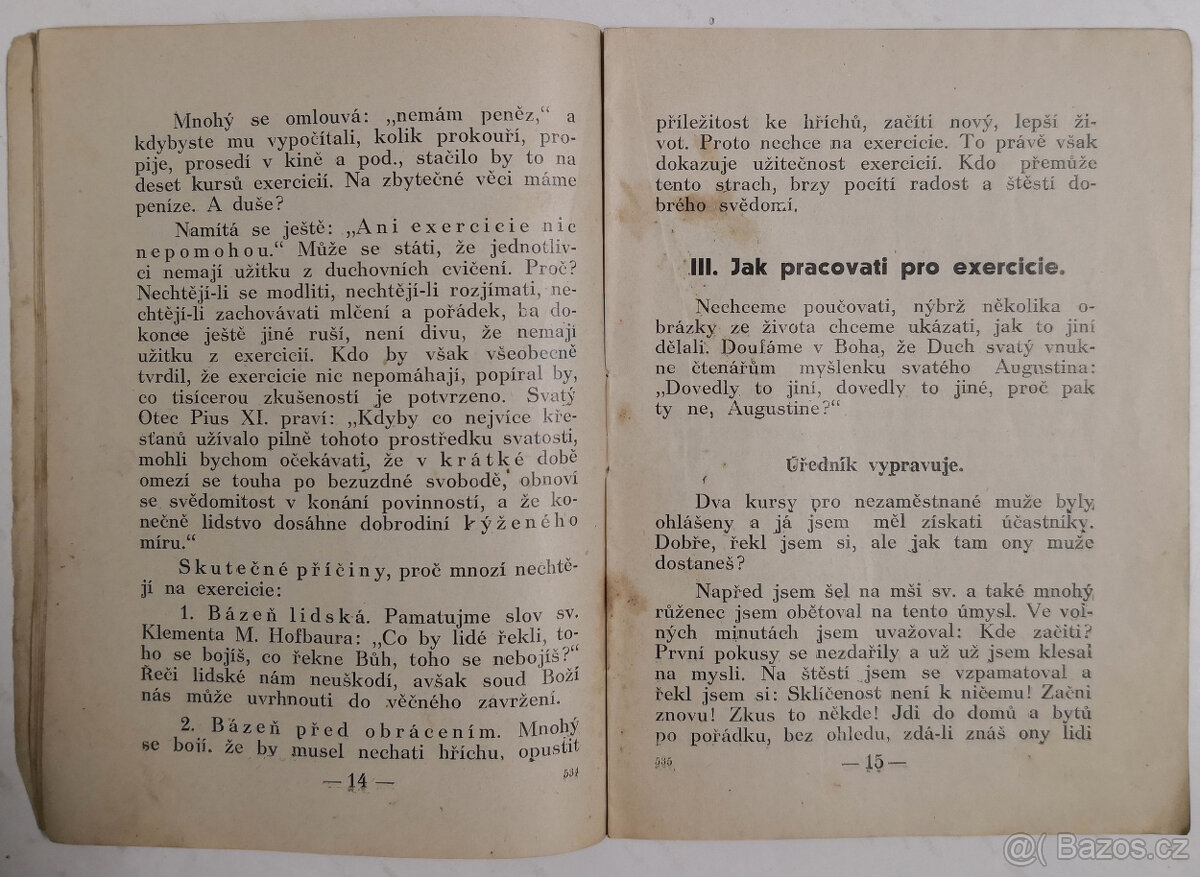 Mnohý se omlouvá: „nemám peněz,“ a
kdybyste mu vypočítali, kolik prokouří, pro-
pije, prosedí v kině a pod., stačilo by to na
deset kursů exercicií. Na zbytečné věci máme
peníze. A duše?
Namítá se ještě: „Ani exercicie nic
nepomohou.“ Může se státi, že jednotliv-
ci nemají užitku z duchovních cvičení. Proč?
Nechtějí-li se modliti, nechtějí-li rozjímati, ne-
chtějí-li zachovávati mlčení a pořádek, ba do-
konce ještě jiné ruší, není divu, že nemají
užitku z exercicií. Kdo by však všeobecně
tvrdil, že exercicie nic nepomáhají, popíral by,
co tisícerou zkušeností je potvrzeno. Svatý
Otec Pius XI. praví: „Kdyby co nejvíce kře-
sťanů užívalo pilně tohoto prostředku svatosti,
mohli bychom očekávati, že v krátké době
omezí se touha po bezuzdné svobodě, obnoví
se svědomitost v konání povinností, a že ko-
nečně lidstvo dosáhne dobrodiní kýženého
míru.“
Skutečné příčiny, proč mnozí nechtě-
jí na exercicie:
1. Bázeň lidská. Pamatujme slov sv.
Klementa M. Hofbaura: „Co by lidé řekli, to-
ho se bojíš, co řekne Bůh, toho se nebojíš?“
Řeči lidské nám neuškodí, avšak soud Boží
nás může uvrhnouti do věčného zavržení.
2. Bázeň před obrácením. Mnohý
se bojí. že by musel nechati hříchu, opustit
— 14 —
534
příležitost ke hříchů, začíti nový, lepší ži-
vot. Proto nechce na exercicie. To právě však
dokazuje užitečnost exercicií. Kdo přemůže
tento strach, brzy pocítí radost a štěstí do-
brého svědomí.
III. Jak pracovati pro exercicie.
Nechceme poučovati, nýbrž několika o-
brázky ze života chceme ukázati, jak to jiní
dělali. Doufáme v Boha, že Duch svatý vnuk-
ne čtenářům myšlenku svatého Augustina:
„Dovedly to jiní, dovedly to jiné, proč pak
ty ne, Augustine?“
Úředník vypravuje.
Dva kursy pro nezaměstnané muže byly
ohlášeny a já jsem měl získati účastníky.
Dobře, řekl jsem si, ale jak tam ony muže
dostaneš?
Napřed jsem šel na mši sv. a také mnohý
růženec jsem obětoval na tento úmysl. Ve vol-
ných minutách jsem uvažoval: Kde začíti?
První pokusy se nezdařily a už už jsem klesal
na mysli. Na štěstí jsem se vzpamatoval a
řekl jsem si: Sklíčenost není k ničemu! Začni
znovu! Zkus to někde! Jdi do domů a bytů
po pořádku, bez ohledu, zdá-li znáš ony lidi
535
— 15 —
@( Bazos.cz